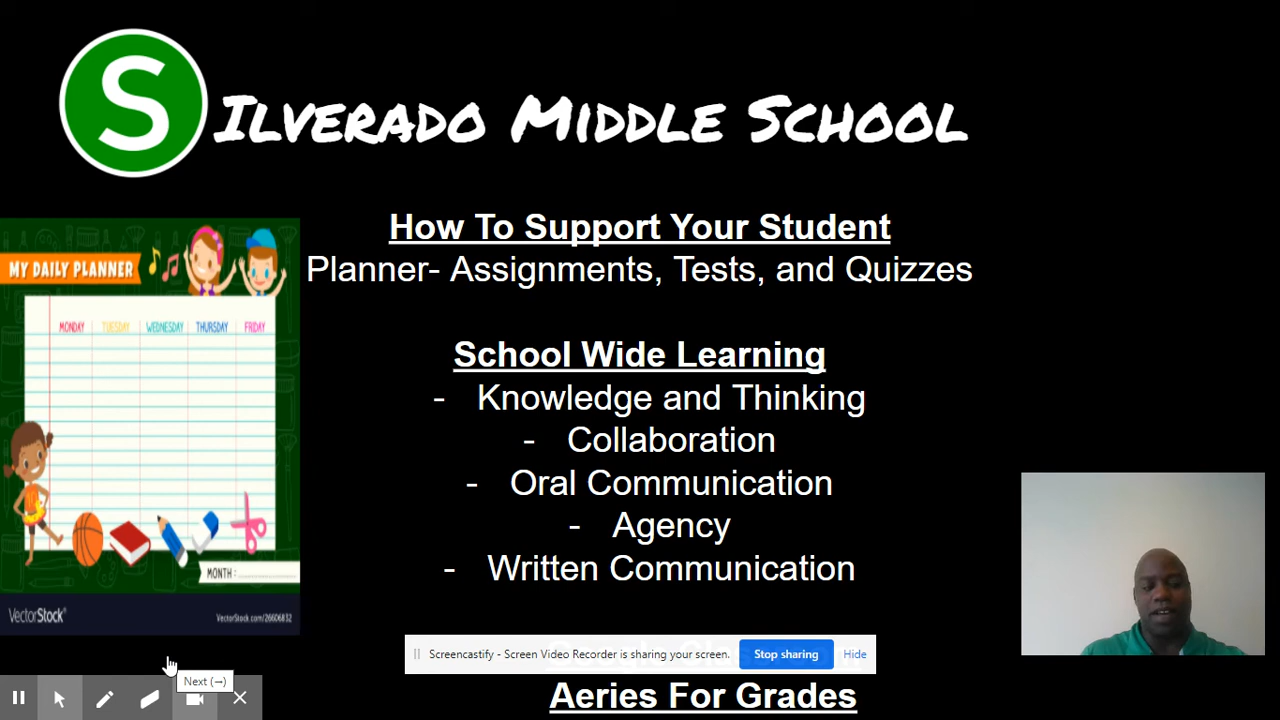 S ILVERADO MIDDLE SCHOOL
How To Support Your Student
Planner- Assignments, Tests, and Quizzes
MY DAILY PLANNER
MONDAY TUESDAY WEDNESDAY THURSDAY FRIDAY
MONTH :
VectorStock®
VectorStock.com/26606832
School Wide Learning
- Knowledge and Thinking
- Collaboration
- Oral Communication
- Agency
- Written Communication
Screencastify - Screen Video Recorder is sharing your screen. Stop sharing Hide
Aeries For Grades
Next (→)